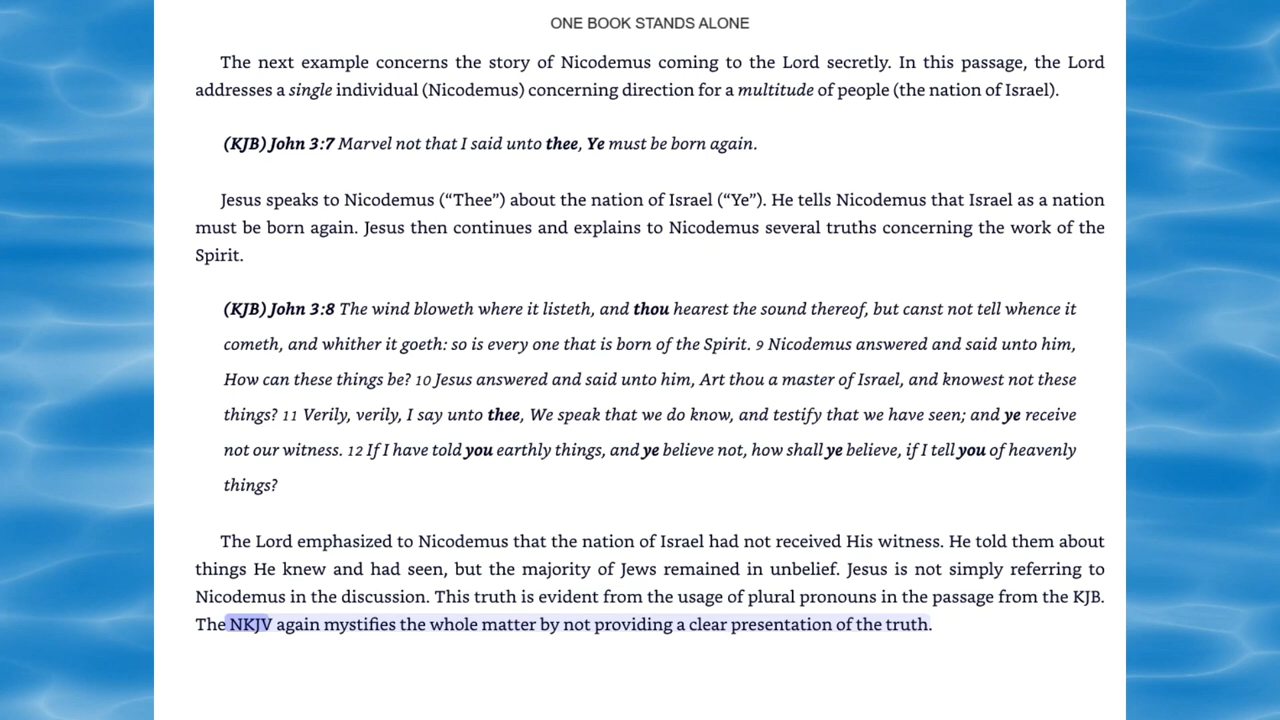 ONE BOOK STANDS ALONE
The next example concerns the story of Nicodemus coming to the Lord secretly. In this passage, the Lord
addresses a single individual (Nicodemus) concerning direction for a multitude of people (the nation of Israel).
(KJB) John 3:7 Marvel not that I said unto thee, Ye must be born again.
Jesus speaks to Nicodemus (“Thee”) about the nation of Israel (“Ye”). He tells Nicodemus that Israel as a nation
must be born again. Jesus then continues and explains to Nicodemus several truths concerning the work of the
Spirit.
(KJB) John 3:8 The wind bloweth where it listeth, and thou hearest the sound thereof, but canst not tell whence it
cometh, and whither it goeth: so is every one that is born of the Spirit. 9 Nicodemus answered and said unto him,
How can these things be? 10 Jesus answered and said unto him, Art thou a master of Israel, and knowest not these
things? 11 Verily, verily, I say unto thee, We speak that we do know, and testify that we have seen; and ye receive
not our witness. 12 If I have told you earthly things, and ye believe not, how shall ye believe, if I tell you of heavenly
things?
The Lord emphasized to Nicodemus that the nation of Israel had not received His witness. He told them about
things He knew and had seen, but the majority of Jews remained in unbelief. Jesus is not simply referring to
Nicodemus in the discussion. This truth is evident from the usage of plural pronouns in the passage from the KJB.
The NKJV again mystifies the whole matter by not providing a clear presentation of the truth.